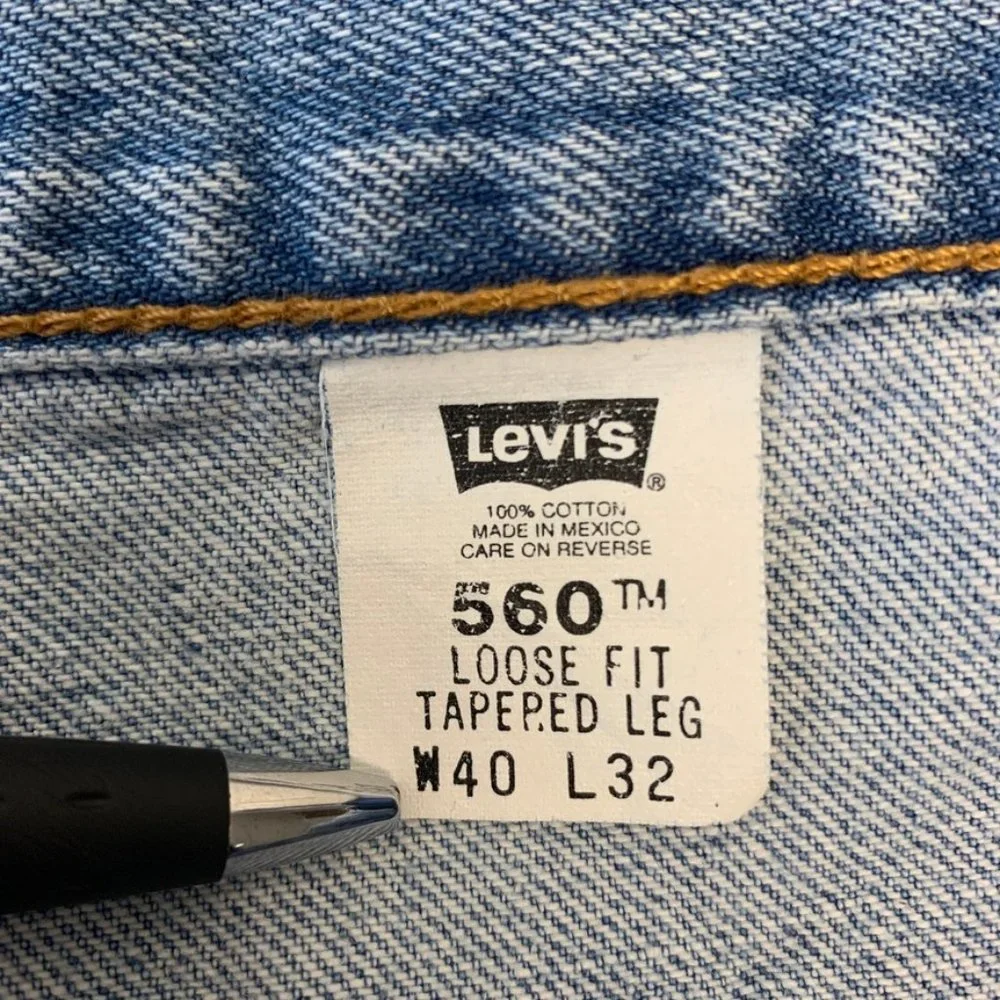 Levi's ®
100% COTTON
MADE IN MEXICO
CARE ON REVERSE
560™
LOOSE FIT
TAPERED LEG
W40 L32